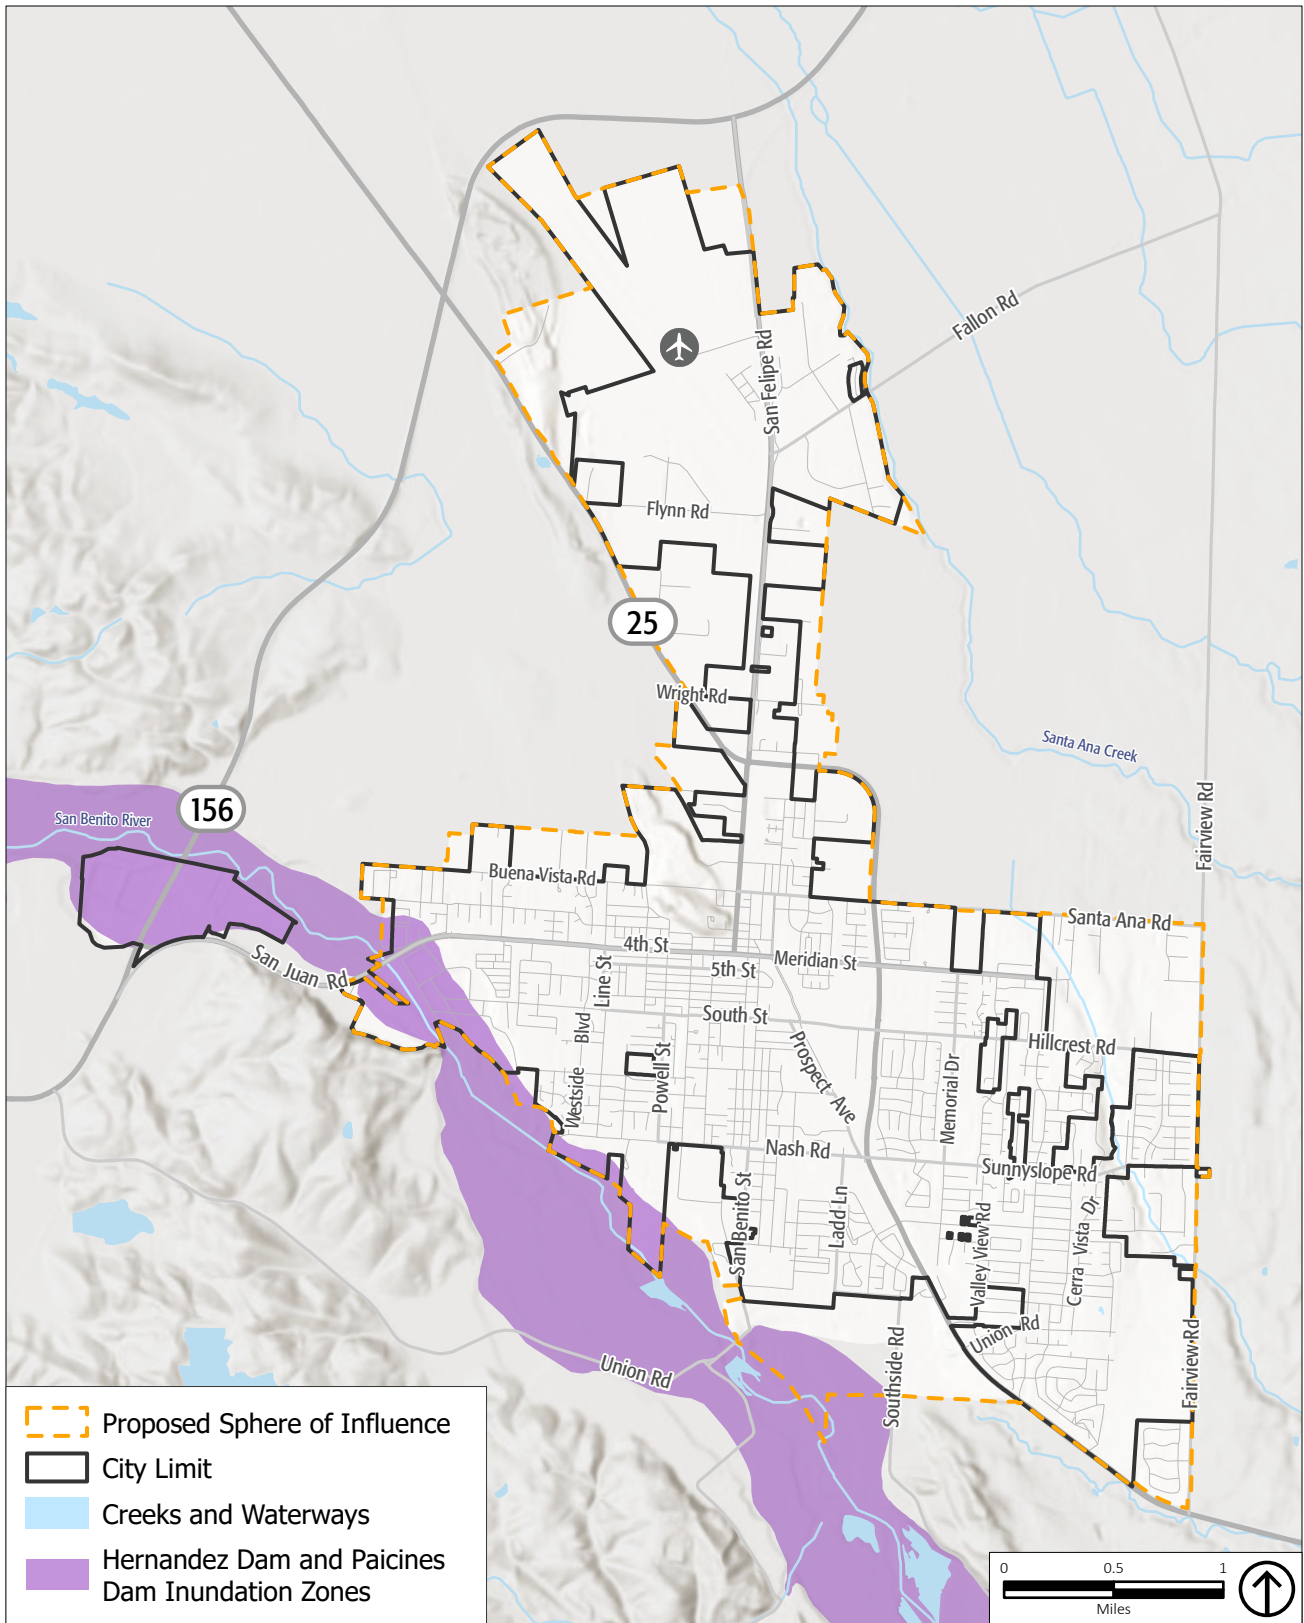 Fallon Rd
San Felipe Rd
Flynn Rd
25
Wright Rd
Santa Ana Creek
156
San Benito River
Fairview Rd
Buena Vista Rd
Santa Ana Rd
4th St
5th St
Meridian St
San Juan Rd
Line St
South St
Westside Blvd
Powell St
Prospect Ave
Hillcrest Rd
Memorial Dr
Nash Rd
Sunnyslope Rd
San Benito St
Ladd Ln
Valley View Rd
Cerra Vista Dr
Union Rd
Union Rd
Southside Rd
Fairview Rd
Proposed Sphere of Influence
City Limit
Creeks and Waterways
Hernandez Dam and Paicines
Dam Inundation Zones
0 0.5 1
Miles